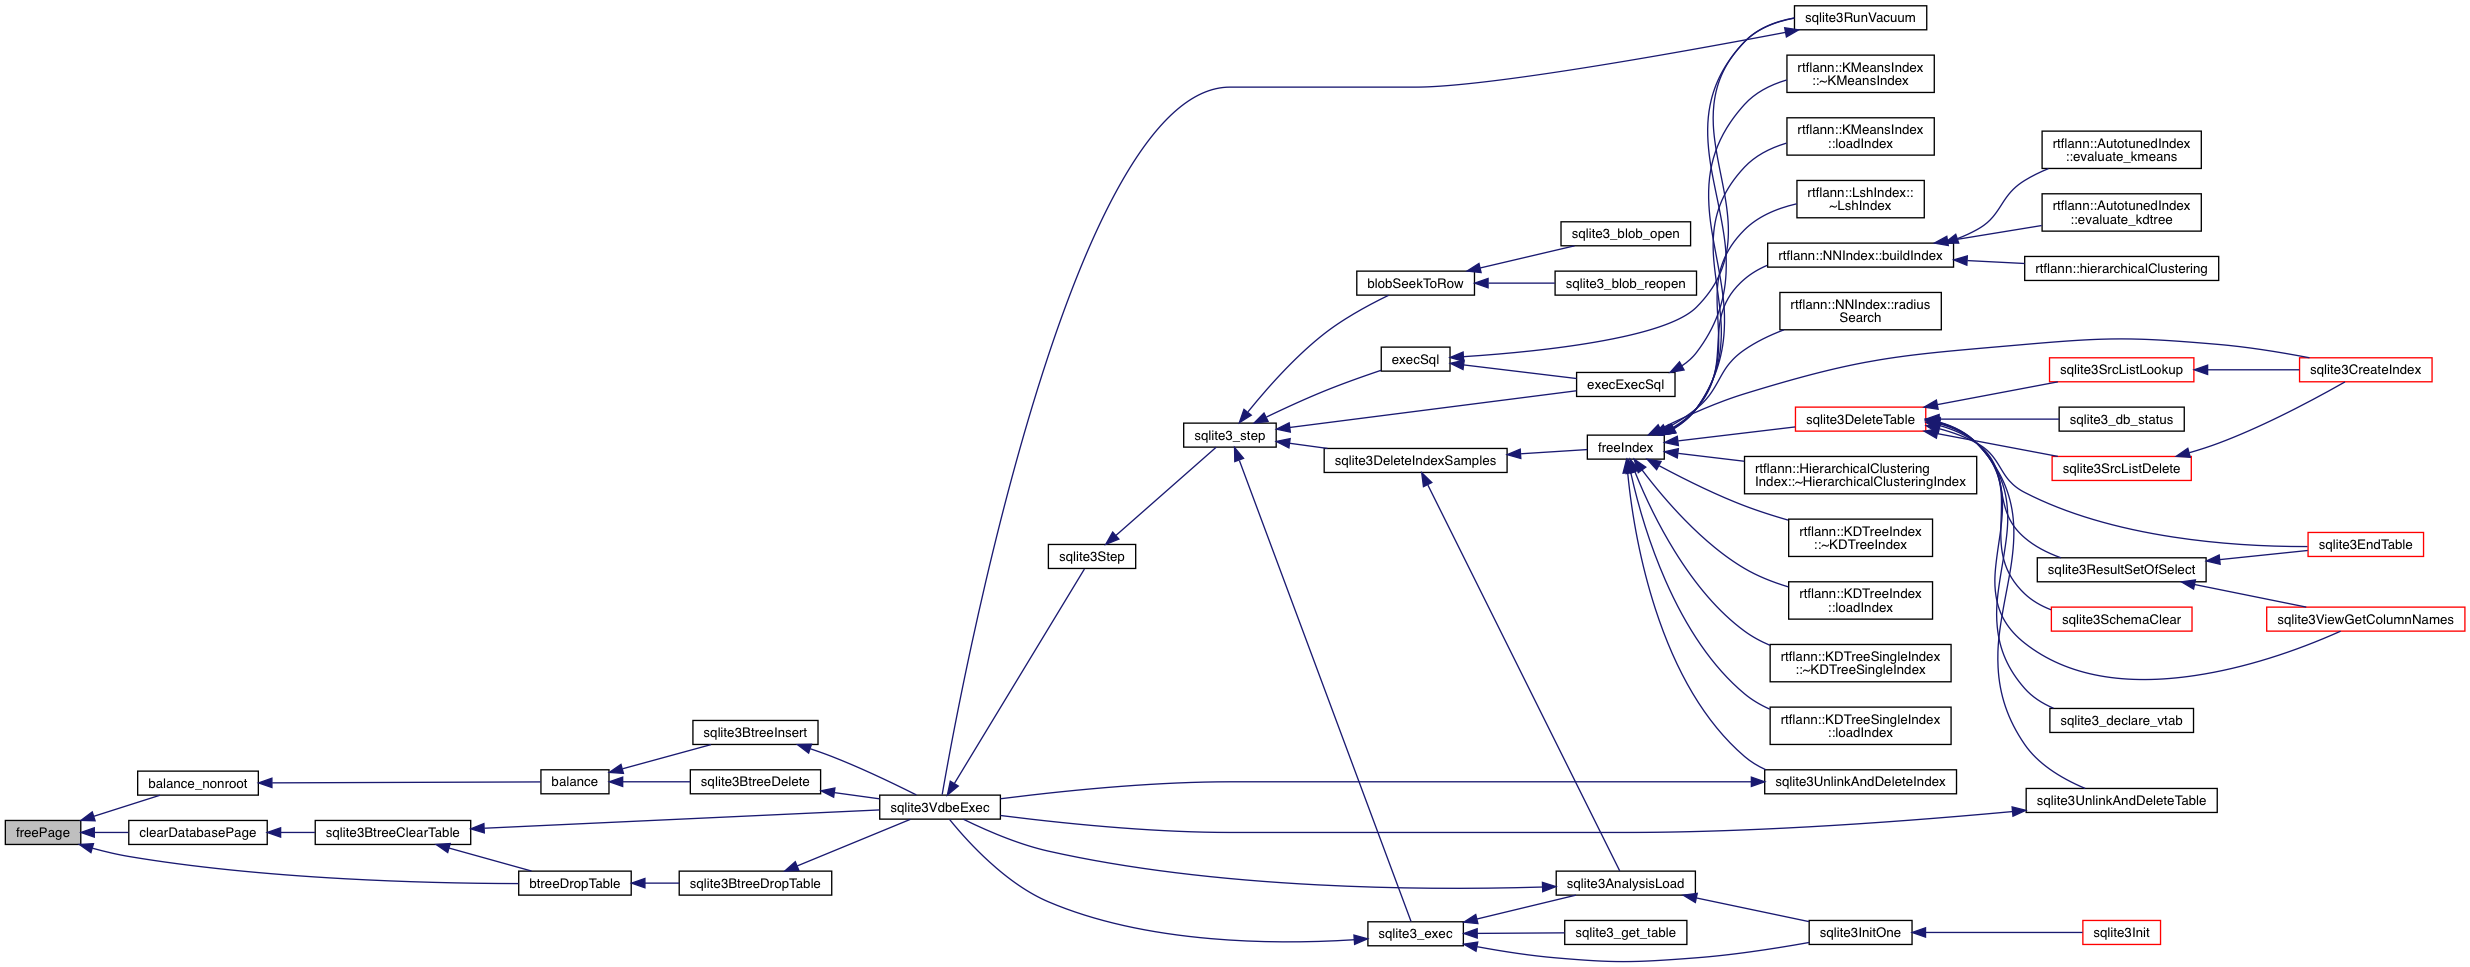 sqlite3RunVacuum
rtflann::KMeansIndex
::~KMeansIndex
rtflann::KMeansIndex
::loadIndex
rtflann::AutotunedIndex
::evaluate_kmeans
rtflann::LshIndex::
~LshIndex
rtflann::AutotunedIndex
::evaluate_kdtree
sqlite3_blob_open
rtflann::NNIndex::buildIndex
rtflann::hierarchicalClustering
blobSeekToRow
sqlite3_blob_reopen
rtflann::NNIndex::radius
Search
execSql
execExecSql
sqlite3SrcListLookup
sqlite3CreateIndex
sqlite3DeleteTable
sqlite3_db_status
sqlite3_step
freeIndex
sqlite3DeleteIndexSamples
rtflann::HierarchicalClustering
Index::~HierarchicalClusteringIndex
sqlite3SrcListDelete
rtflann::KDTreeIndex
::~KDTreeIndex
sqlite3EndTable
sqlite3Step
sqlite3ResultSetOfSelect
rtflann::KDTreeIndex
::loadIndex
sqlite3SchemaClear
sqlite3ViewGetColumnNames
rtflann::KDTreeSingleIndex
::~KDTreeSingleIndex
rtflann::KDTreeSingleIndex
::loadIndex
sqlite3_declare_vtab
sqlite3BtreeInsert
balance_nonroot
balance
sqlite3BtreeDelete
sqlite3UnlinkAndDeleteIndex
sqlite3VdbeExec
sqlite3UnlinkAndDeleteTable
freePage
clearDatabasePage
sqlite3BtreeClearTable
btreeDropTable
sqlite3BtreeDropTable
sqlite3AnalysisLoad
sqlite3_exec
sqlite3_get_table
sqlite3InitOne
sqlite3Init